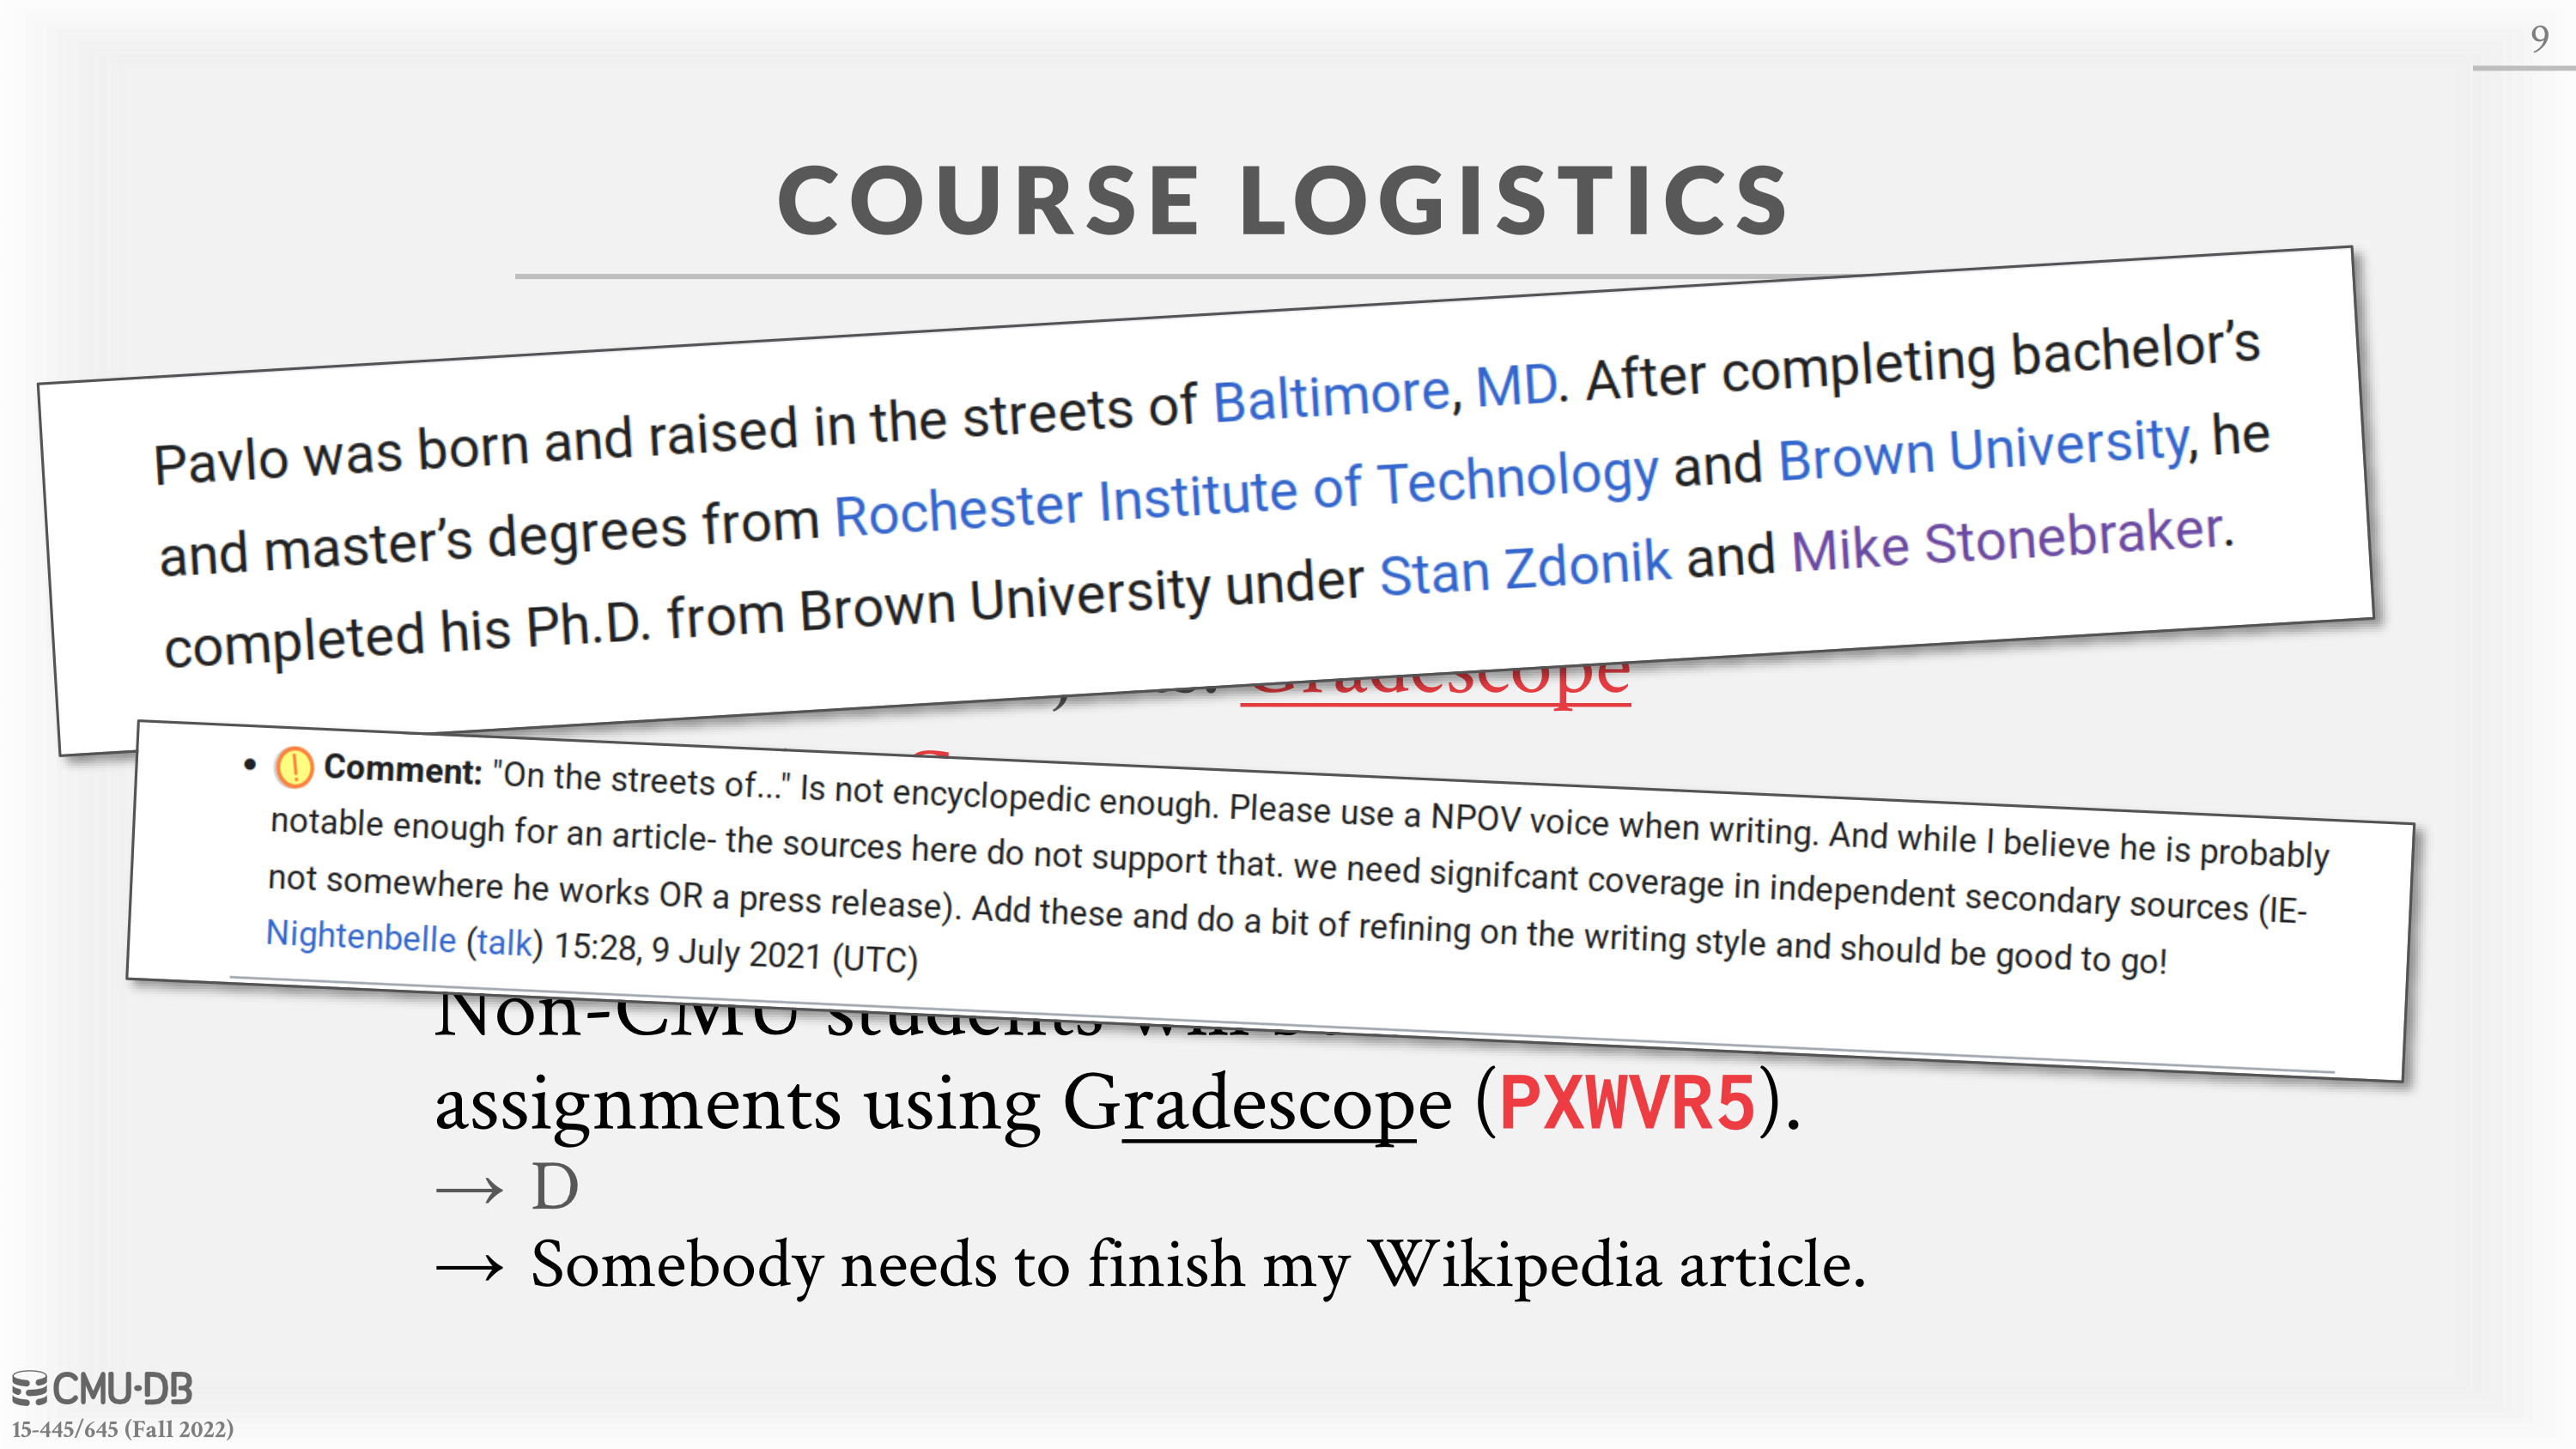 9
COURSE LOGISTICS
Pavlo was born and raised in the streets of Baltimore, MD. After completing bachelor’s
and master’s degrees from Rochester Institute of Technology and Brown University, he
completed his Ph.D. from Brown University under Stan Zdonik and Mike Stonebraker.
Gradescope
• Comment: "On the streets of..." Is not encyclopedic enough. Please use a NPOV voice when writing. And while I believe he is probably
notable enough for an article- the sources here do not support that. we need signifcant coverage in independent secondary sources (IE-
not somewhere he works OR a press release). Add these and do a bit of refining on the writing style and should be good to go!
Nightenbelle (talk) 15:28, 9 July 2021 (UTC)
Non-CMU students will
assignments using Gradescope (PXWVR5).
→ D
→ Somebody needs to finish my Wikipedia article.
CMU·DB
15-445/645 (Fall 2022)